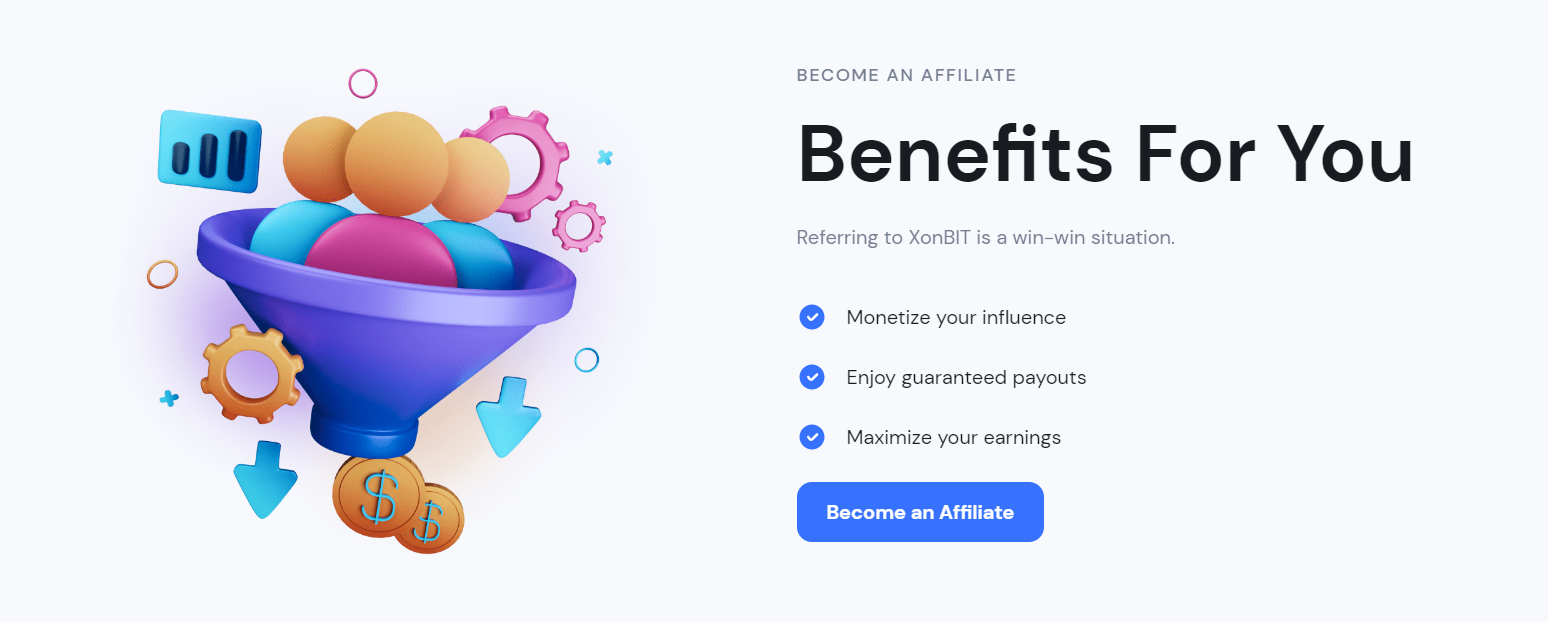 BECOME AN AFFILIATE
Benefits For You
Referring to XonBIT is a win-win situation.
Monetize your influence
Enjoy guaranteed payouts
Maximize your earnings
Become an Affiliate
$
$